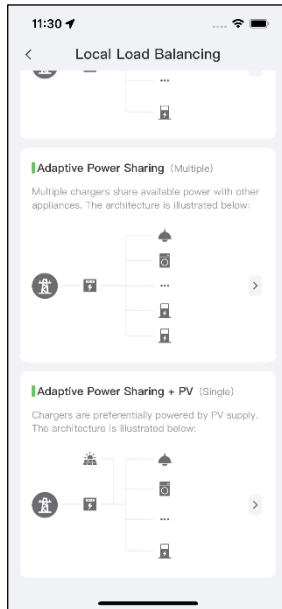 11:30
Local Load Balancing
...
Adaptive Power Sharing (Multiple)
Multiple chargers share available power with other
appliances. The architecture is illustrated below:
...
Adaptive Power Sharing + PV (Single)
Chargers are preferentially powered by PV supply.
The architecture is illustrated below:
...